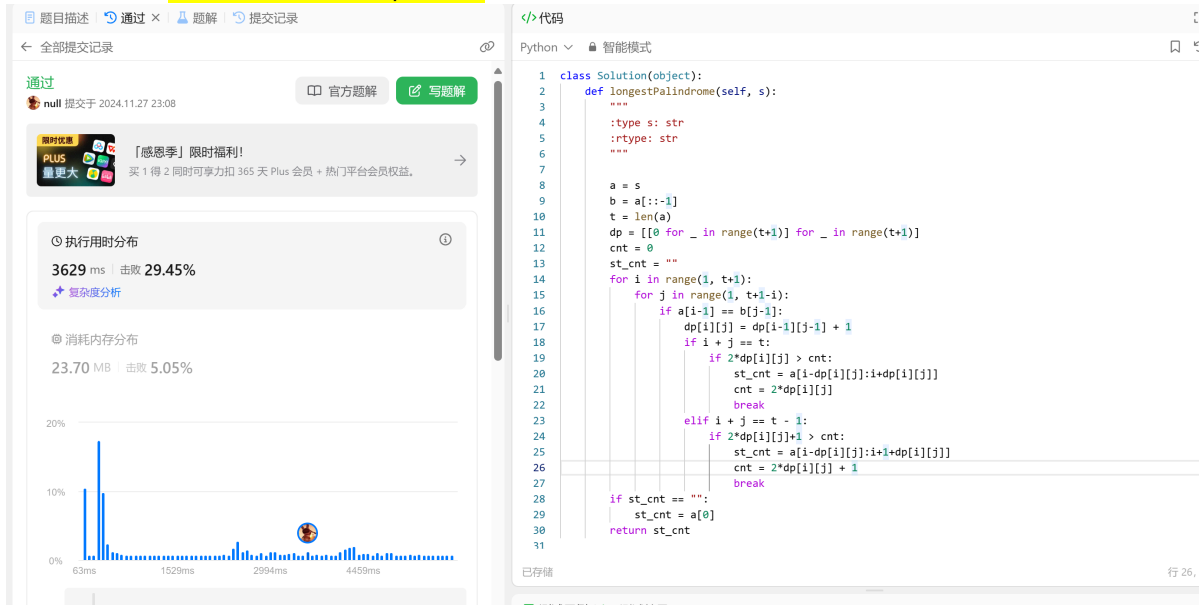 题目描述 通过 × 题解 提交记录
全部提交记录
通过
null 提交于 2024.11.27 23:08
官方题解
写题解
限时优惠
PLUS
量更大
「感恩季」限时福利！
买 1 得 2 同时可享力扣 365 天 Plus 会员 + 热门平台会员权益。
执行用时分布
3629 ms 击败 29.45%
复杂度分析
消耗内存分布
23.70 MB 击败 5.05%
20%
10%
0%
63ms 1529ms 2994ms 4459ms
</>代码
Python 智能模式
1 class Solution(object):
2 def longestPalindrome(self, s):
3 """
4 :type s: str
5 :rtype: str
6 """
7
8 a = s
9 b = a[::-1]
10 t = len(a)
11 dp = [[0 for _ in range(t+1)] for _ in range(t+1)]
12 cnt = 0
13 st_cnt = ""
14 for i in range(1, t+1):
15 for j in range(1, t+1-i):
16 if a[i-1] == b[j-1]:
17 dp[i][j] = dp[i-1][j-1] + 1
18 if i + j == t:
19 if 2*dp[i][j] > cnt:
20 st_cnt = a[i-dp[i][j]:i+dp[i][j]]
21 cnt = 2*dp[i][j]
22 break
23 elif i + j == t - 1:
24 if 2*dp[i][j]+1 > cnt:
25 st_cnt = a[i-dp[i][j]:i+1+dp[i][j]]
26 cnt = 2*dp[i][j] + 1
27 break
28 if st_cnt == "":
29 st_cnt = a[0]
30 return st_cnt
31
已存储
行 26,